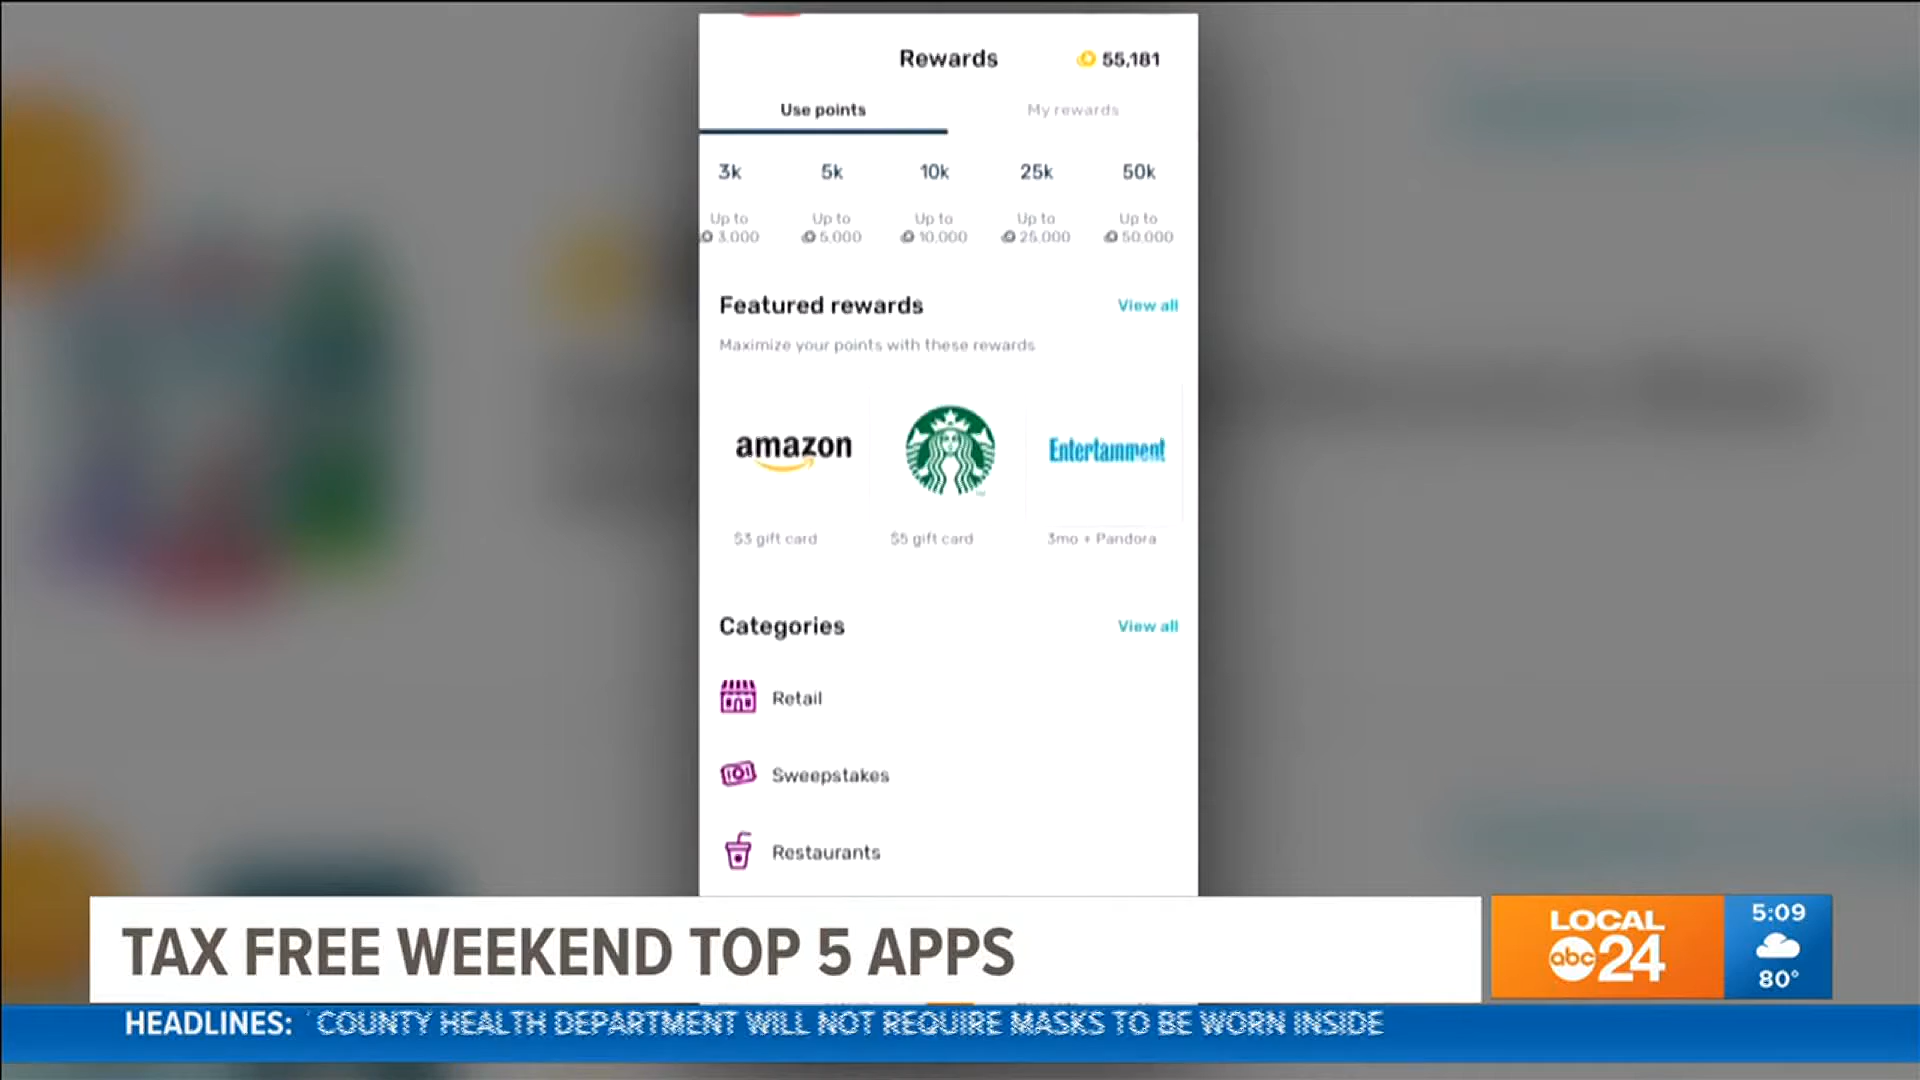 Rewards
55,181
Use points
My rewards
3k 5k 10k 25k 50k
Up to Up to Up to Up to Up to
3,000 5,000 10,000 25,000 50,000
Featured rewards
View all
Maximize your points with these rewards
amazon
Entertainment
$3 gift card
$5 gift card
3mo + Pandora
Categories
View all
Retail
Sweepstakes
Restaurants
TAX FREE WEEKEND TOP 5 APPS
LOCAL
abc 24
5:09
80°
HEADLINES: COUNTY HEALTH DEPARTMENT WILL NOT REQUIRE MASKS TO BE WORN INSIDE